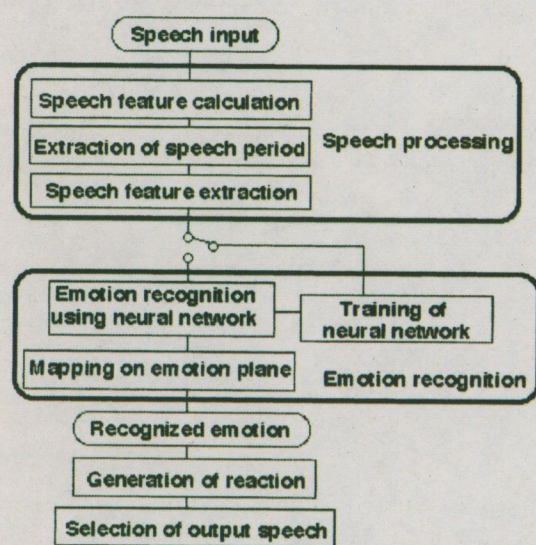 Speech input
Speech feature calculation
Extraction of speech period
Speech processing
Speech feature extraction
Emotion recognition
using neural network
Training of
neural network
Mapping on emotion plane
Emotion recognition
Recognized emotion
Generation of reaction
Selection of output speech